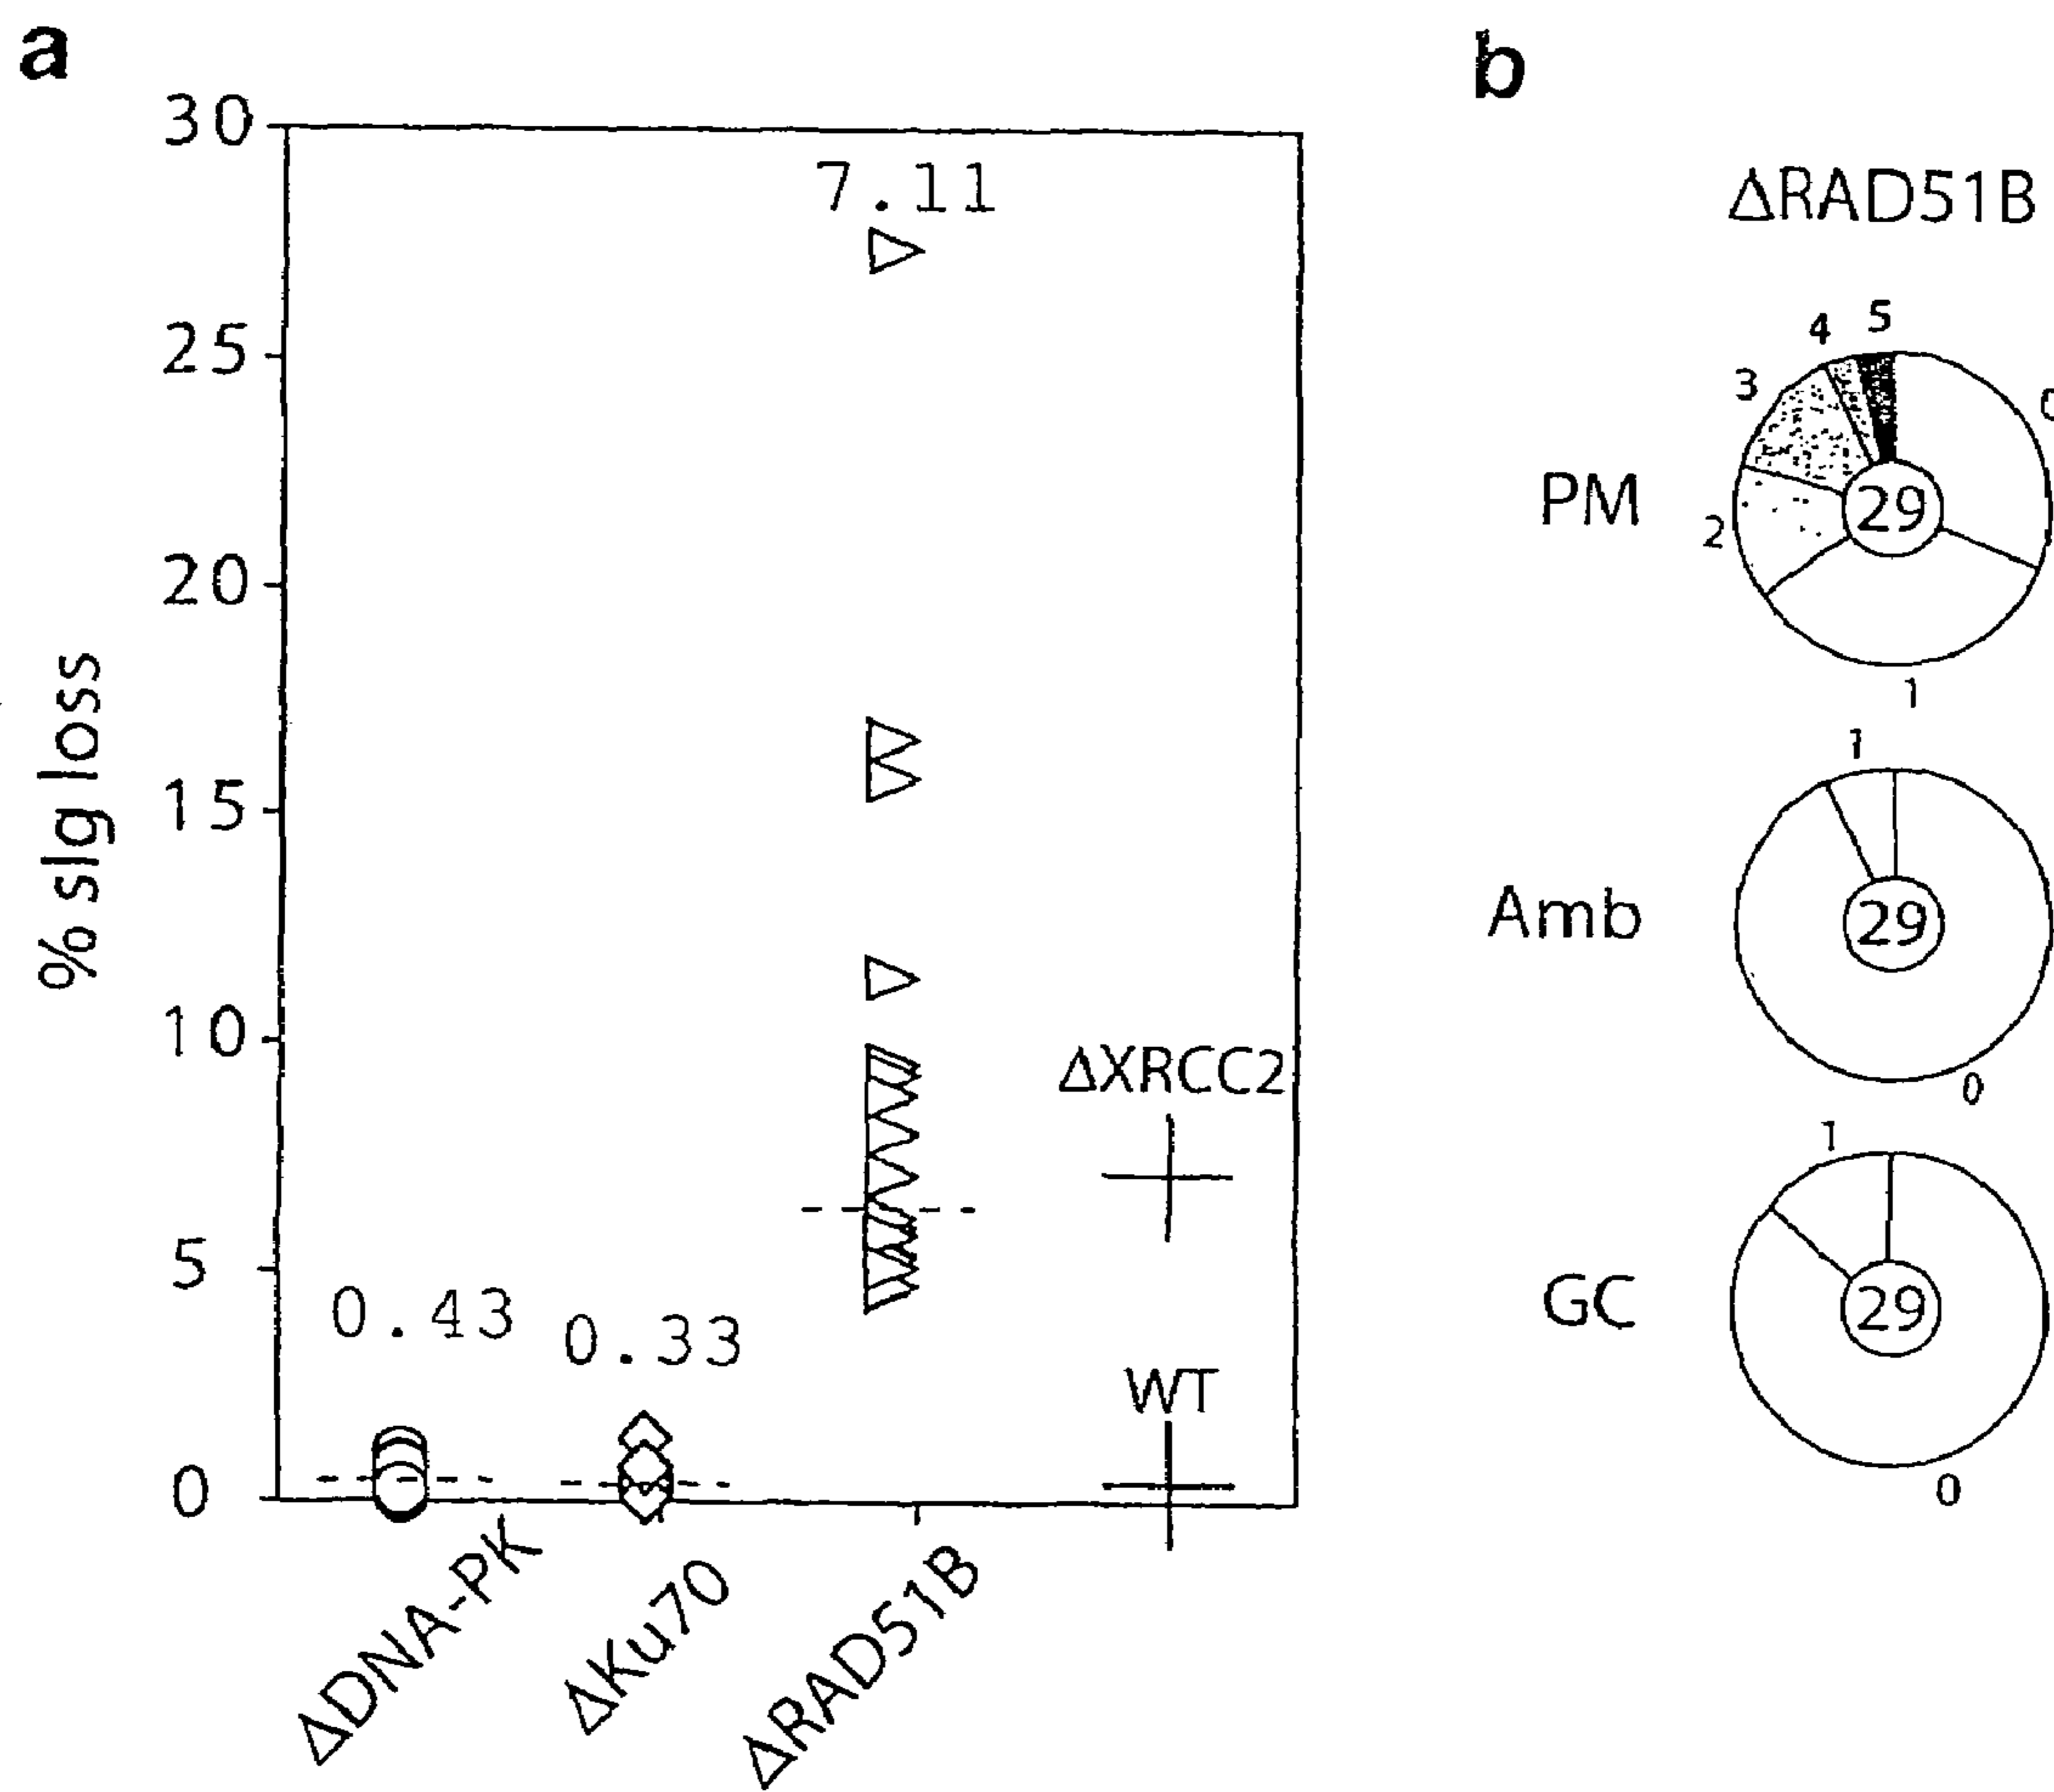 a
30
25
20
15
10
5
0
% sIg loss
7.11
0.43
0.33
ΔXRCC2
WT
ΔDNA-PK
ΔKu70
ΔRAD51B
b
ΔRAD51B
PM
5
4
3
0
2
29
1
Amb
1
29
0
GC
1
29
0